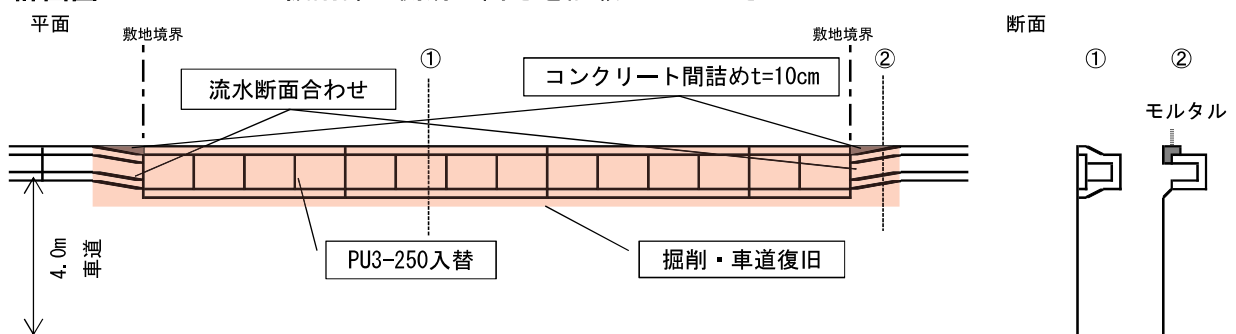 平面
断面
敷地境界
敷地境界
①
②
①
②
流水断面合わせ
コンクリート間詰めt=10cm
モルタル
4.0m
車道
PU3-250入替
掘削・車道復旧